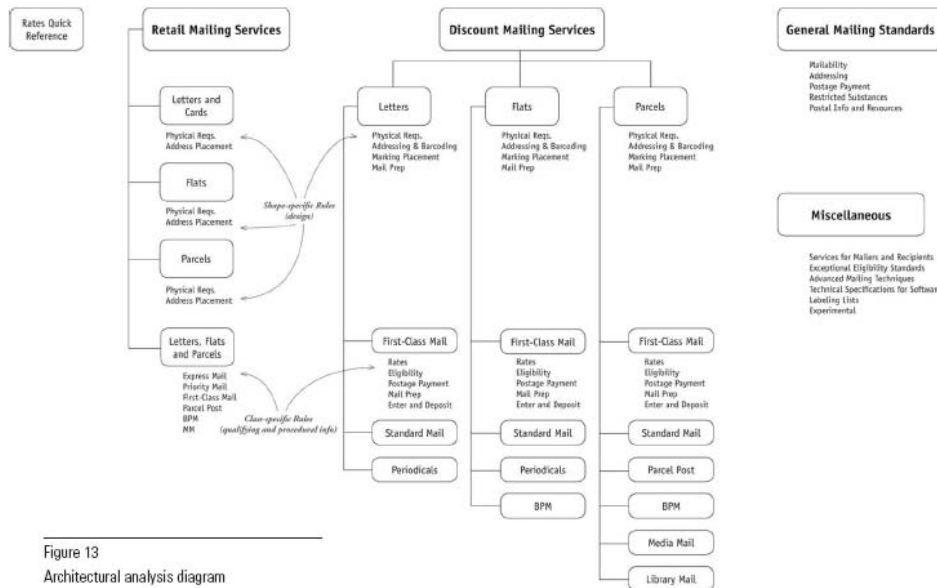 Rates Quick
Reference
Retail Mailing Services
Letters and
Cards
Physical Reqs.
Address Placement
Flats
Physical Reqs.
Address Placement
Parcels
Physical Reqs.
Address Placement
Letters, Flats
and Parcels
Express Mail
Priority Mail
First-Class Mail
Parcel Post
BPM
MM
Shape-specific Rules
(design)
Class-specific Rules
(qualifying and procedural info)
Discount Mailing Services
Letters
Physical Reqs.
Addressing & Barcoding
Marking Placement
Mail Prep
First-Class Mail
Rates
Eligibility
Postage Payment
Mail Prep
Enter and Deposit
Standard Mail
Periodicals
Flats
Physical Reqs.
Addressing & Barcoding
Marking Placement
Mail Prep
First-Class Mail
Rates
Eligibility
Postage Payment
Mail Prep
Enter and Deposit
Standard Mail
Periodicals
BPM
Parcels
Physical Reqs.
Addressing & Barcoding
Marking Placement
Mail Prep
First-Class Mail
Rates
Eligibility
Postage Payment
Mail Prep
Enter and Deposit
Standard Mail
Parcel Post
BPM
Media Mail
Library Mail
General Mailing Standards
Mailability
Addressing
Postage Payment
Restricted Substances
Postal Info and Resources
Miscellaneous
Services for Mailers and Recipients
Exceptional Eligibility Standards
Advanced Mailing Techniques
Technical Specifications for Softwar
Labeling Lists
Experimental
Figure 13
Architectural analysis diagram